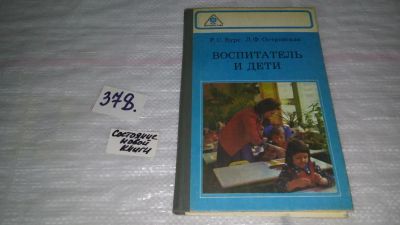 Р. С. Буре, Л. Ф. Островская
ВОСПИТАТЕЛЬ
И ДЕТИ
378.
СОСТОЯНИЕ
НОВОЙ
КНИГИ